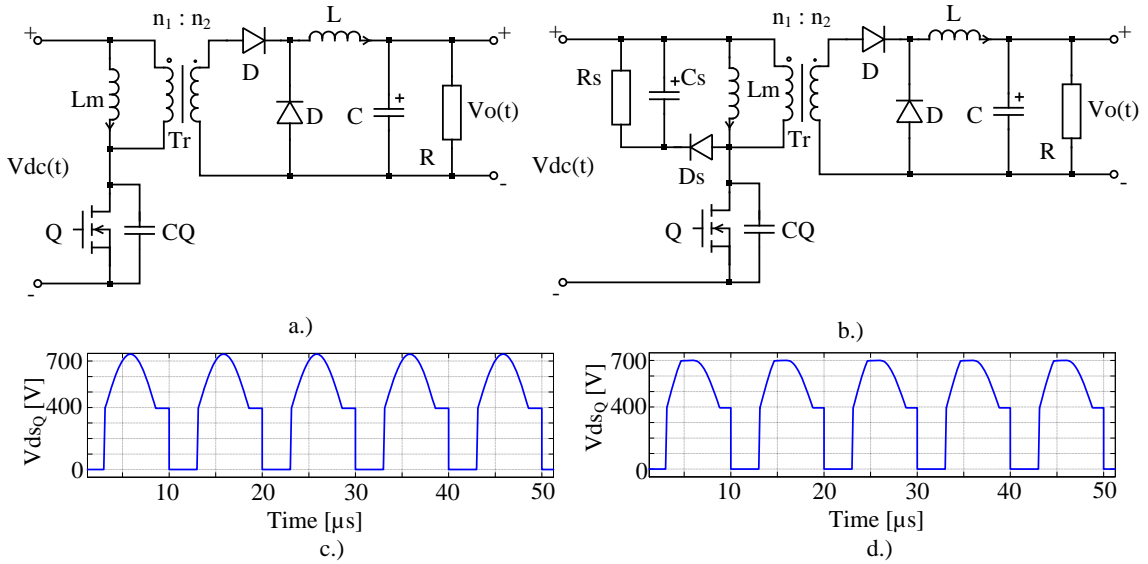 n1 : n2
L
+
+
D
Lm
Tr
D
C
+
R
Vo(t)
Vdc(t)
-
Q
CQ
-
a.)
n1 : n2
L
+
+
D
Rs
+
Cs
Lm
Tr
D
C
+
R
Vo(t)
Ds
Vdc(t)
-
Q
CQ
-
b.)
700
400
0
VdsQ [V]
10
20
30
40
50
Time [µs]
c.)
700
400
0
VdsQ [V]
10
20
30
40
50
Time [µs]
d.)